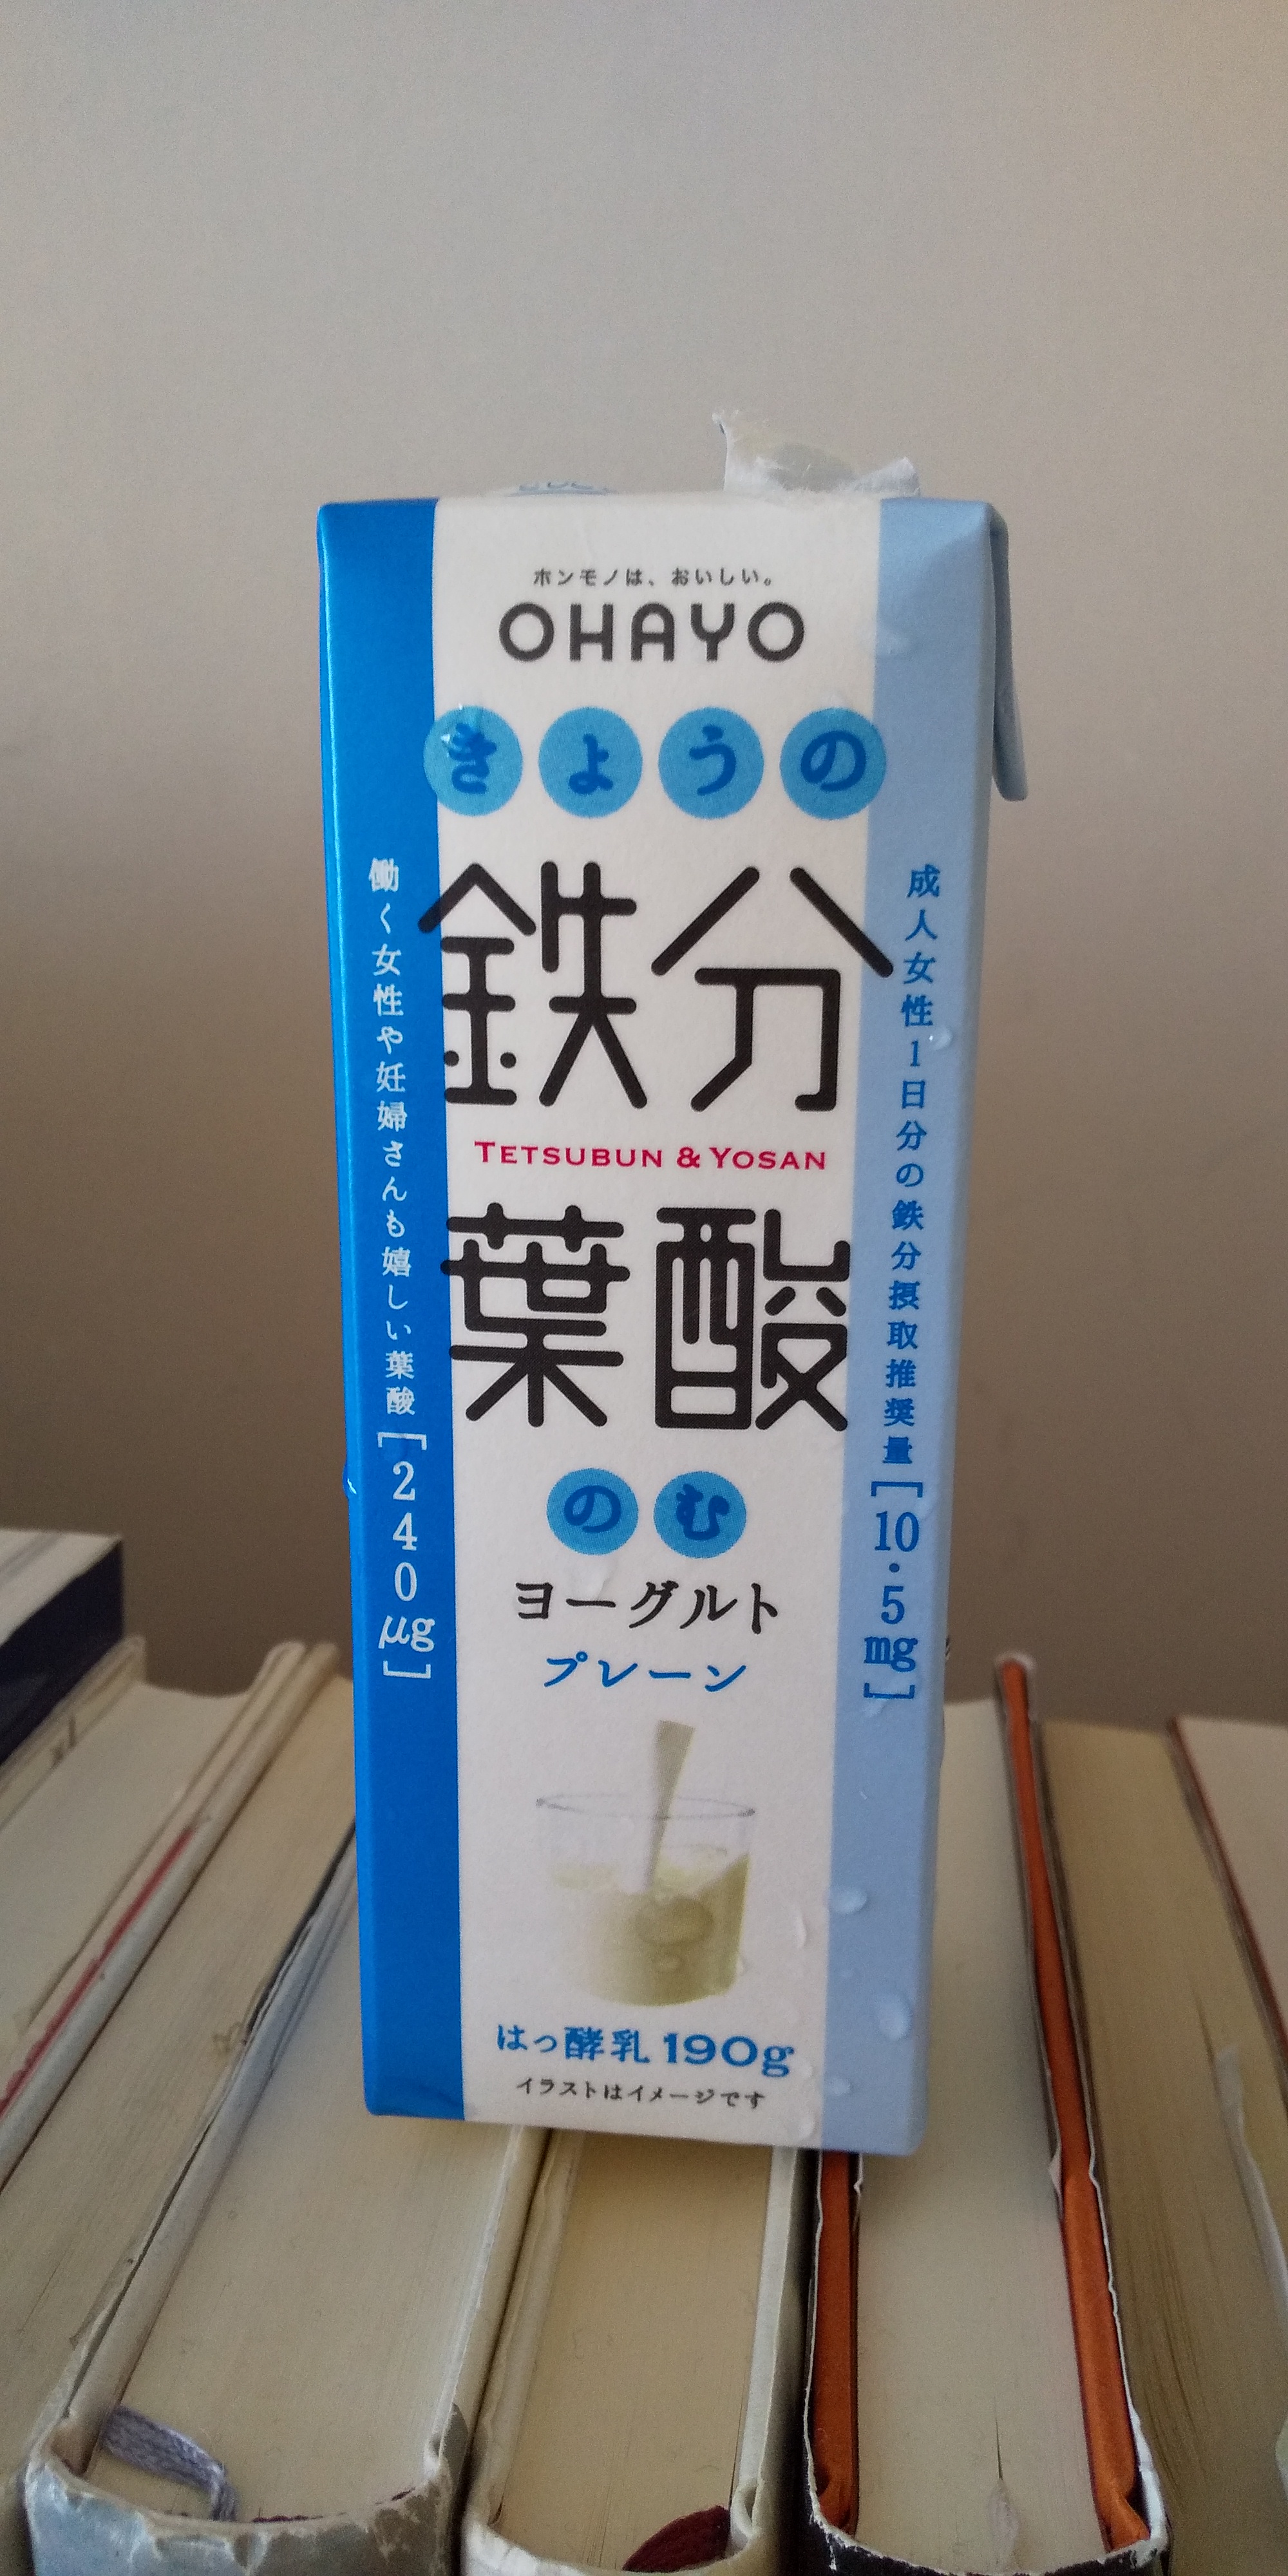 ホンモノは、おいしい。
OHAYO
きょうの
鉄分
TETSUBUN & YOSAN
葉酸
のむ
ヨーグルト
プレーン
はっ酵乳 190g
イラストはイメージです
成人女性1日分の鉄分摂取推奨量[10.5mg]
働く女性や妊婦さんも嬉しい葉酸[240μg]